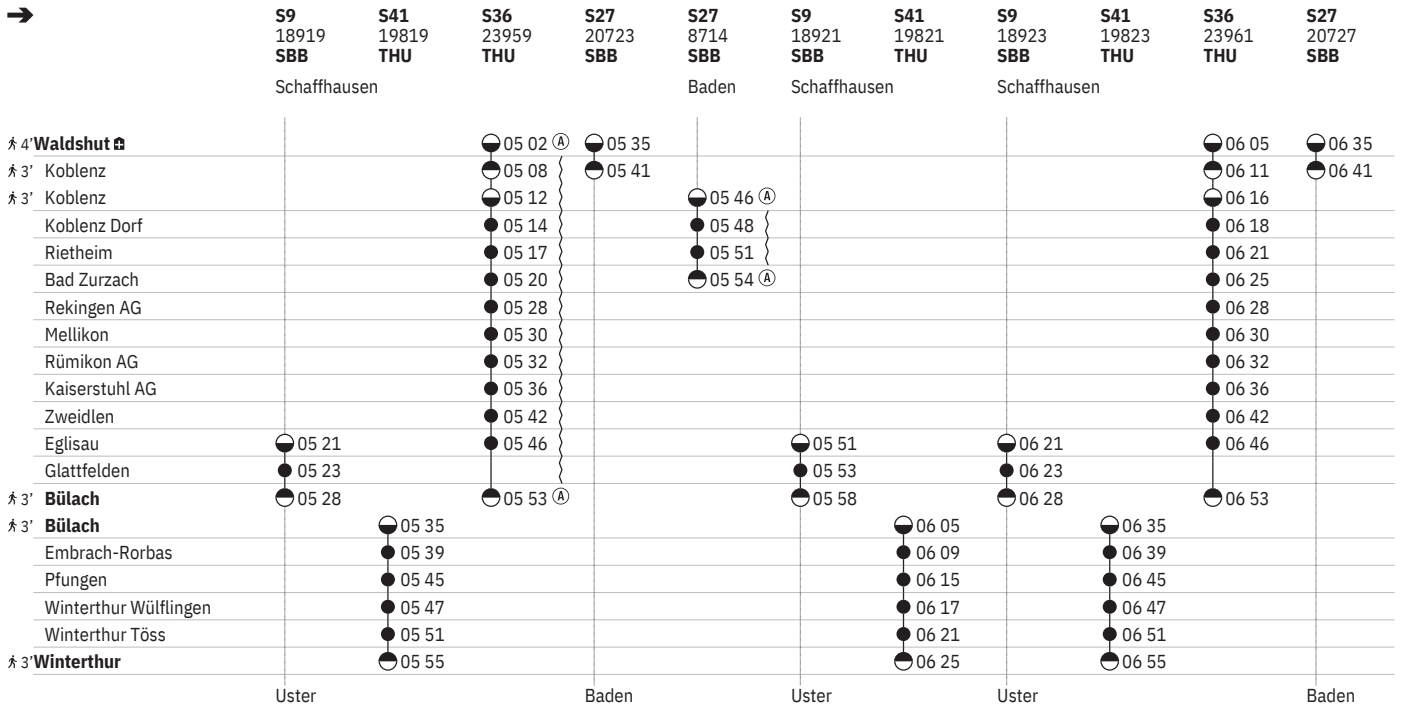 S9 S41 S36 S27 S27 S9 S41 S9 S41 S36 S27
18919 19819 23959 20723 8714 18921 19821 18923 19823 23961 20727
SBB THU THU SBB SBB SBB THU SBB THU THU SBB
Schaffhausen Baden Schaffhausen Schaffhausen
4' Waldshut 05 02 A 05 35 06 05 06 35
3' Koblenz 05 08 05 41 06 11 06 41
3' Koblenz 05 12 05 46 A 06 16
Koblenz Dorf 05 14 05 48 06 18
Rietheim 05 17 05 51 06 21
Bad Zurzach 05 20 05 54 A 06 25
Rekingen AG 05 28 06 28
Mellikon 05 30 06 30
Rümikon AG 05 32 06 32
Kaiserstuhl AG 05 36 06 36
Zweidlen 05 42 06 42
Eglisau 05 21 05 46 05 51 06 21 06 46
Glattfelden 05 23 05 53 06 23
3' Bülach 05 28 05 53 A 05 58 06 28 06 53
3' Bülach 05 35 06 05 06 35
Embrach-Rorbas 05 39 06 09 06 39
Pfungen 05 45 06 15 06 45
Winterthur Wülflingen 05 47 06 17 06 47
Winterthur Töss 05 51 06 21 06 51
3' Winterthur 05 55 06 25 06 55
Uster Baden Uster Uster Baden